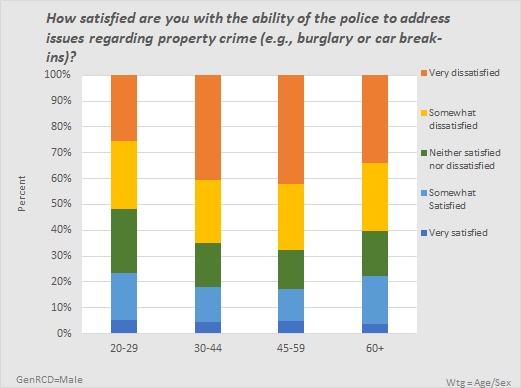 How satisfied are you with the ability of the police to address
issues regarding property crime (e.g., burglary or car break-
ins)?
100%
90%
80%
70%
60%
50%
40%
30%
20%
10%
0%
Percent
20-29
30-44
45-59
60+
Very dissatisfied
Somewhat
dissatisfied
Neither satisfied
nor dissatisfied
Somewhat
Satisfied
Very satisfied
GenRCD=Male
Wtg = Age/Sex